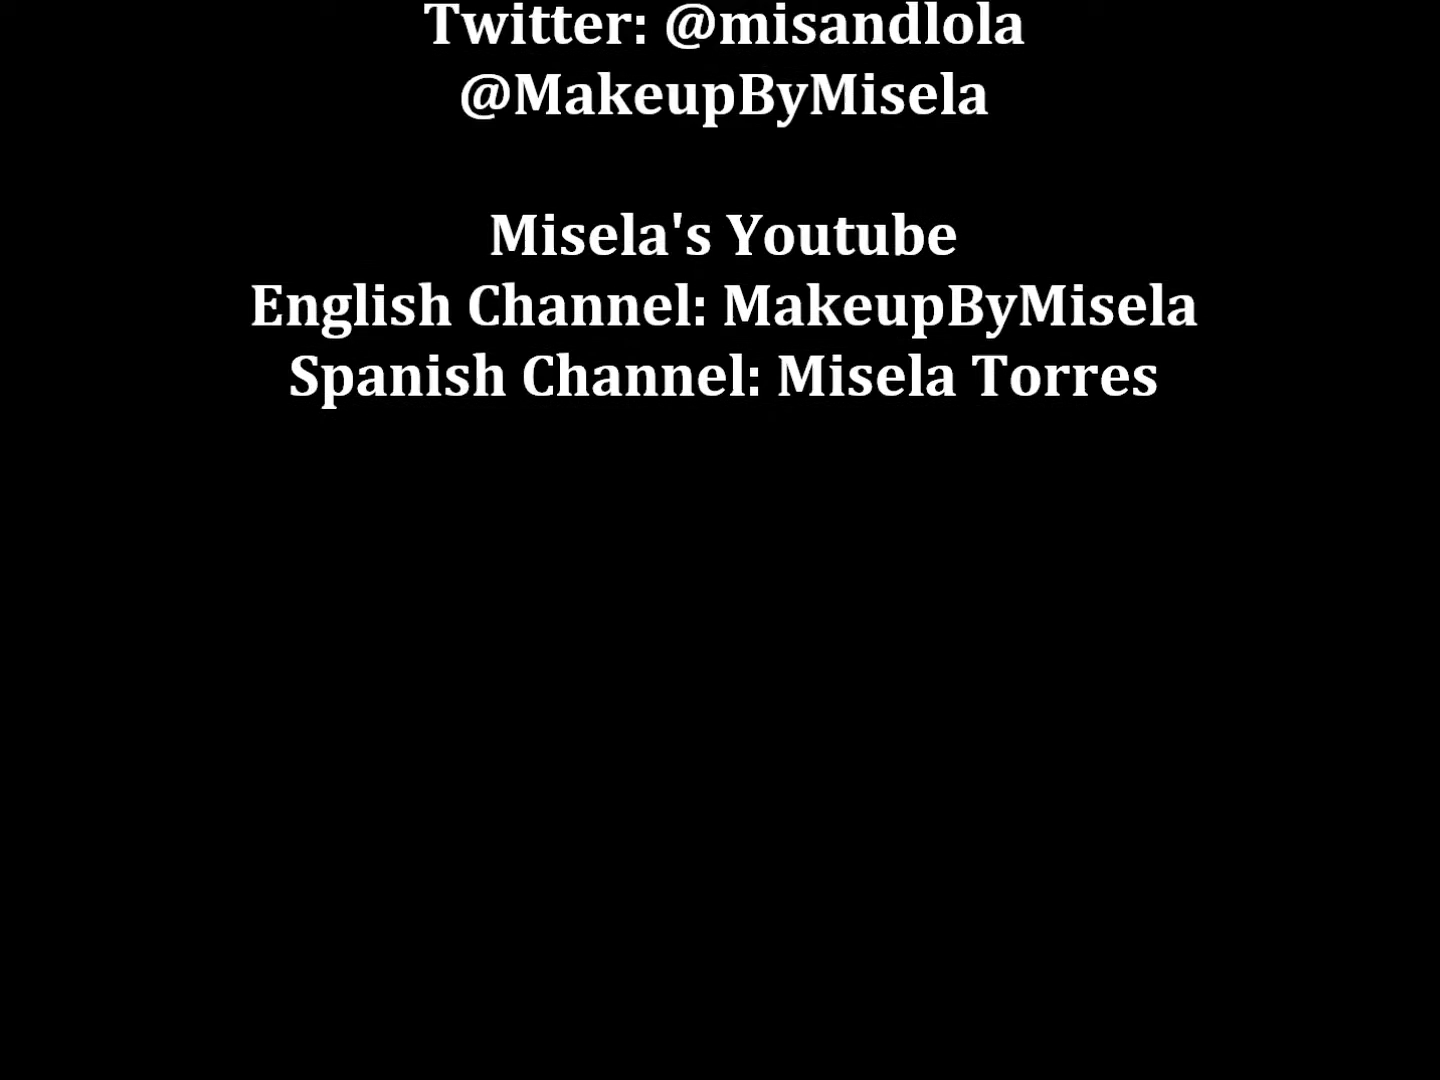 Twitter: @misandlola
@MakeupByMisela
Misela's Youtube
English Channel: MakeupByMisela
Spanish Channel: Misela Torres